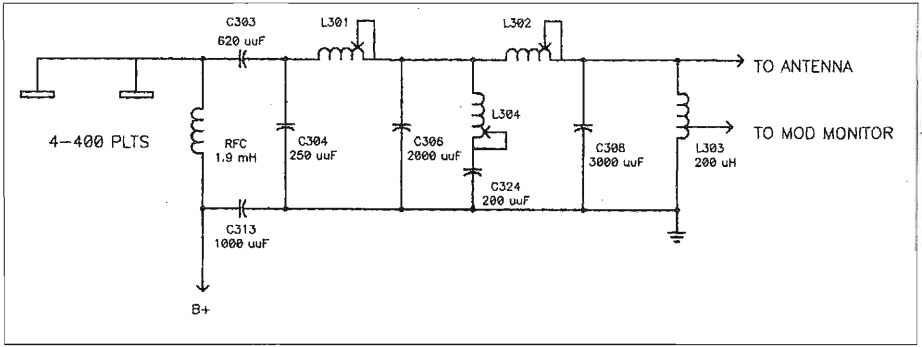 C303
620 uuF
L301
L302
TO ANTENNA
4-400 PLTS
RFC
1.9 mH
C304
250 uuF
C306
2000 uuF
L304
C324
200 uuF
C308
3000 uuF
L303
200 uH
TO MOD MONITOR
C313
1000 uuF
B+